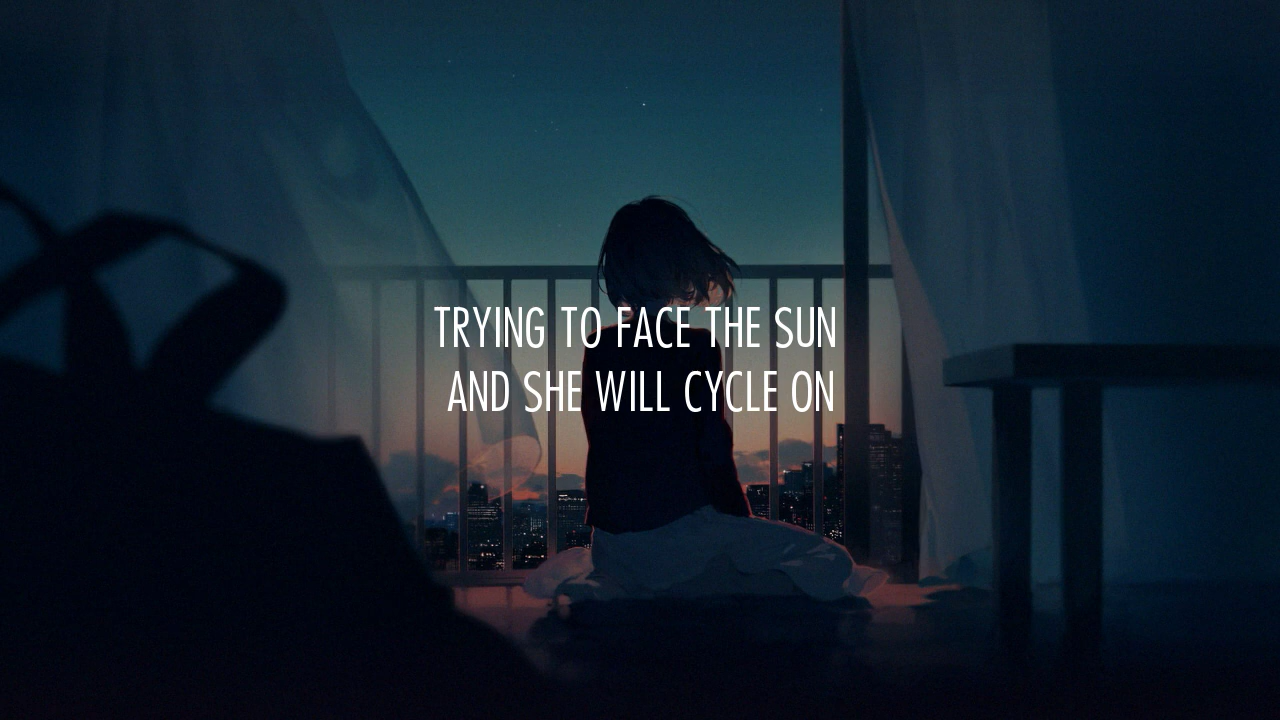 TRYING TO FACE THE SUN
AND SHE WILL CYCLE ON